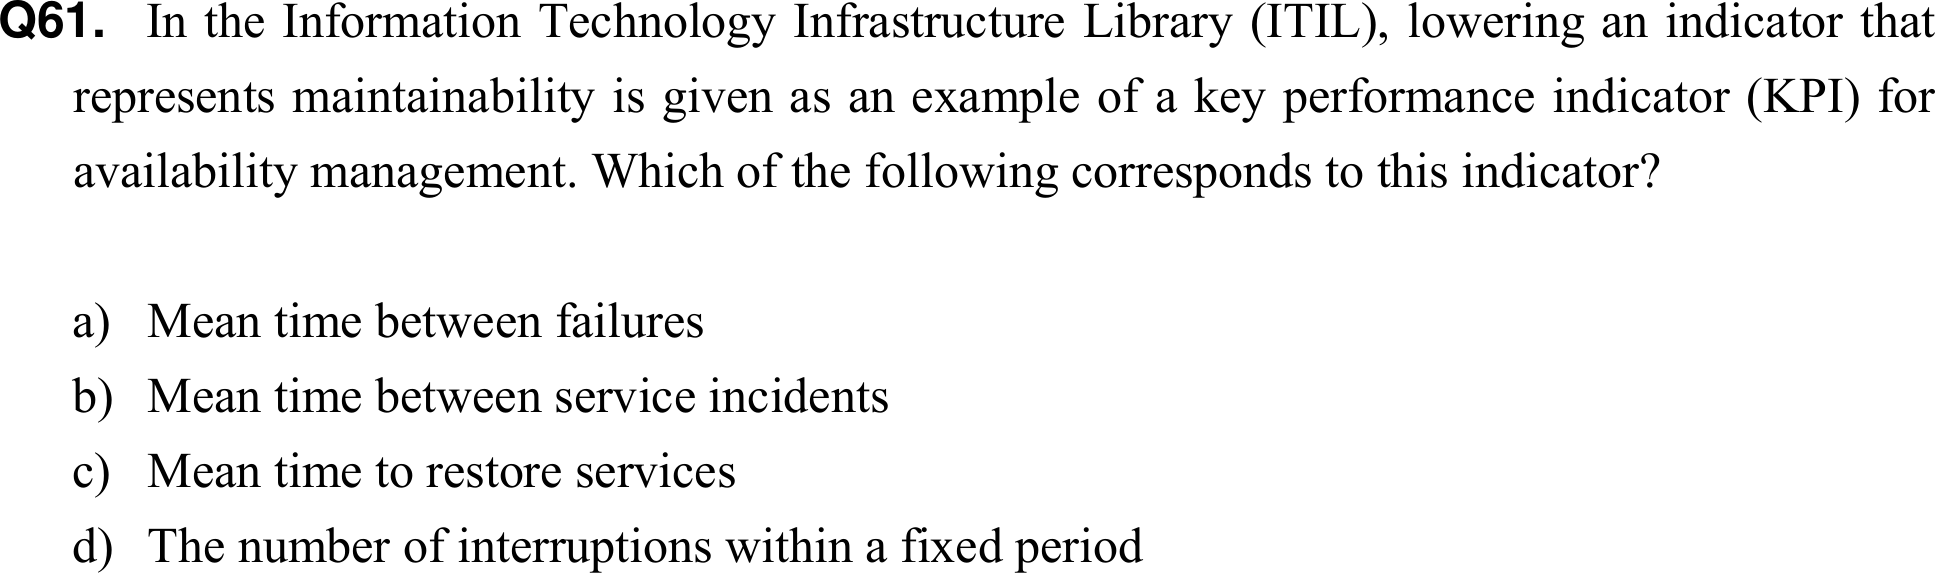 Q61. In the Information Technology Infrastructure Library (ITIL), lowering an indicator that
represents maintainability is given as an example of a key performance indicator (KPI) for
availability management. Which of the following corresponds to this indicator?
a) Mean time between failures
b) Mean time between service incidents
c) Mean time to restore services
d) The number of interruptions within a fixed period